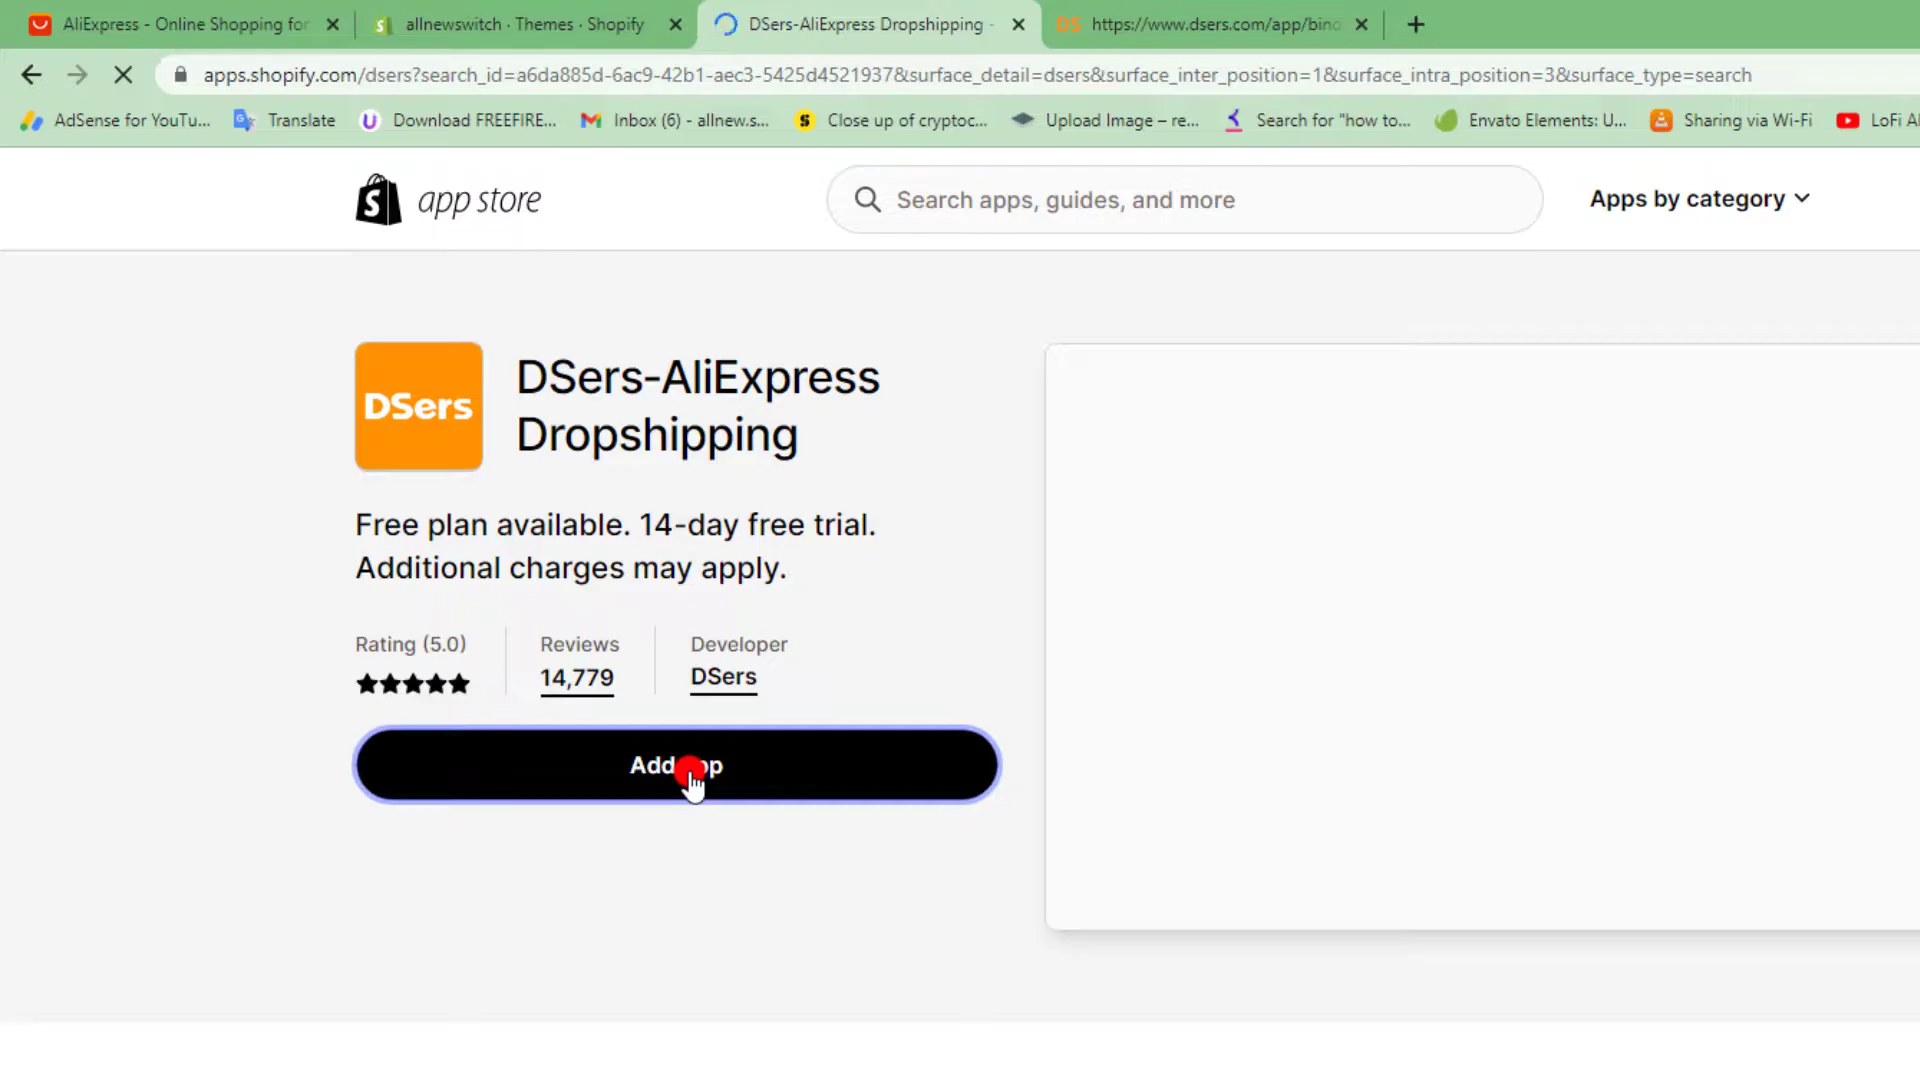 AliExpress - Online Shopping for
allnewswitch · Themes · Shopify
DSers-AliExpress Dropshipping -
DS
https://www.dsers.com/app/bino
apps.shopify.com/dsers?search_id=a6da885d-6ac9-42b1-aec3-5425d4521937&surface_detail=dsers&surface_inter_position=1&surface_intra_position=3&surface_type=search
AdSense for YouTu...
Translate
Download FREEFIRE...
Inbox (6) - allnew.s...
Close up of cryptoc...
Upload Image – re...
Search for "how to...
Envato Elements: U...
Sharing via Wi-Fi
LoFi
app store
Search apps, guides, and more
Apps by category
DSers
DSers-AliExpress
Dropshipping
Free plan available. 14-day free trial.
Additional charges may apply.
Rating (5.0)
Reviews
Developer
14,779
DSers
Add